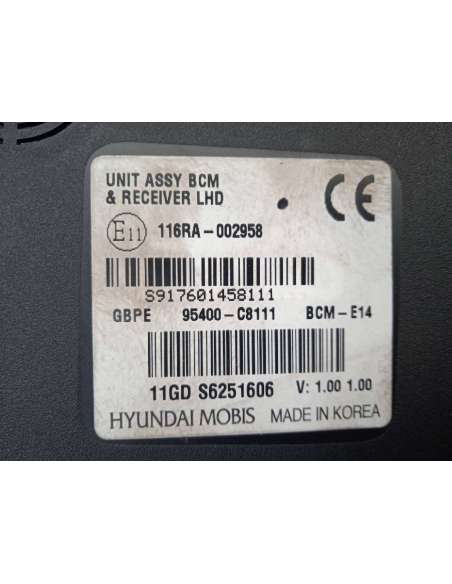 UNIT ASSY BCM
& RECEIVER LHD
CE
E11 116RA-002958
S917601458111
GBPE 95400-C8111 BCM-E14
11GD S6251606 V: 1.00 1.00
HYUNDAI MOBIS MADE IN KOREA